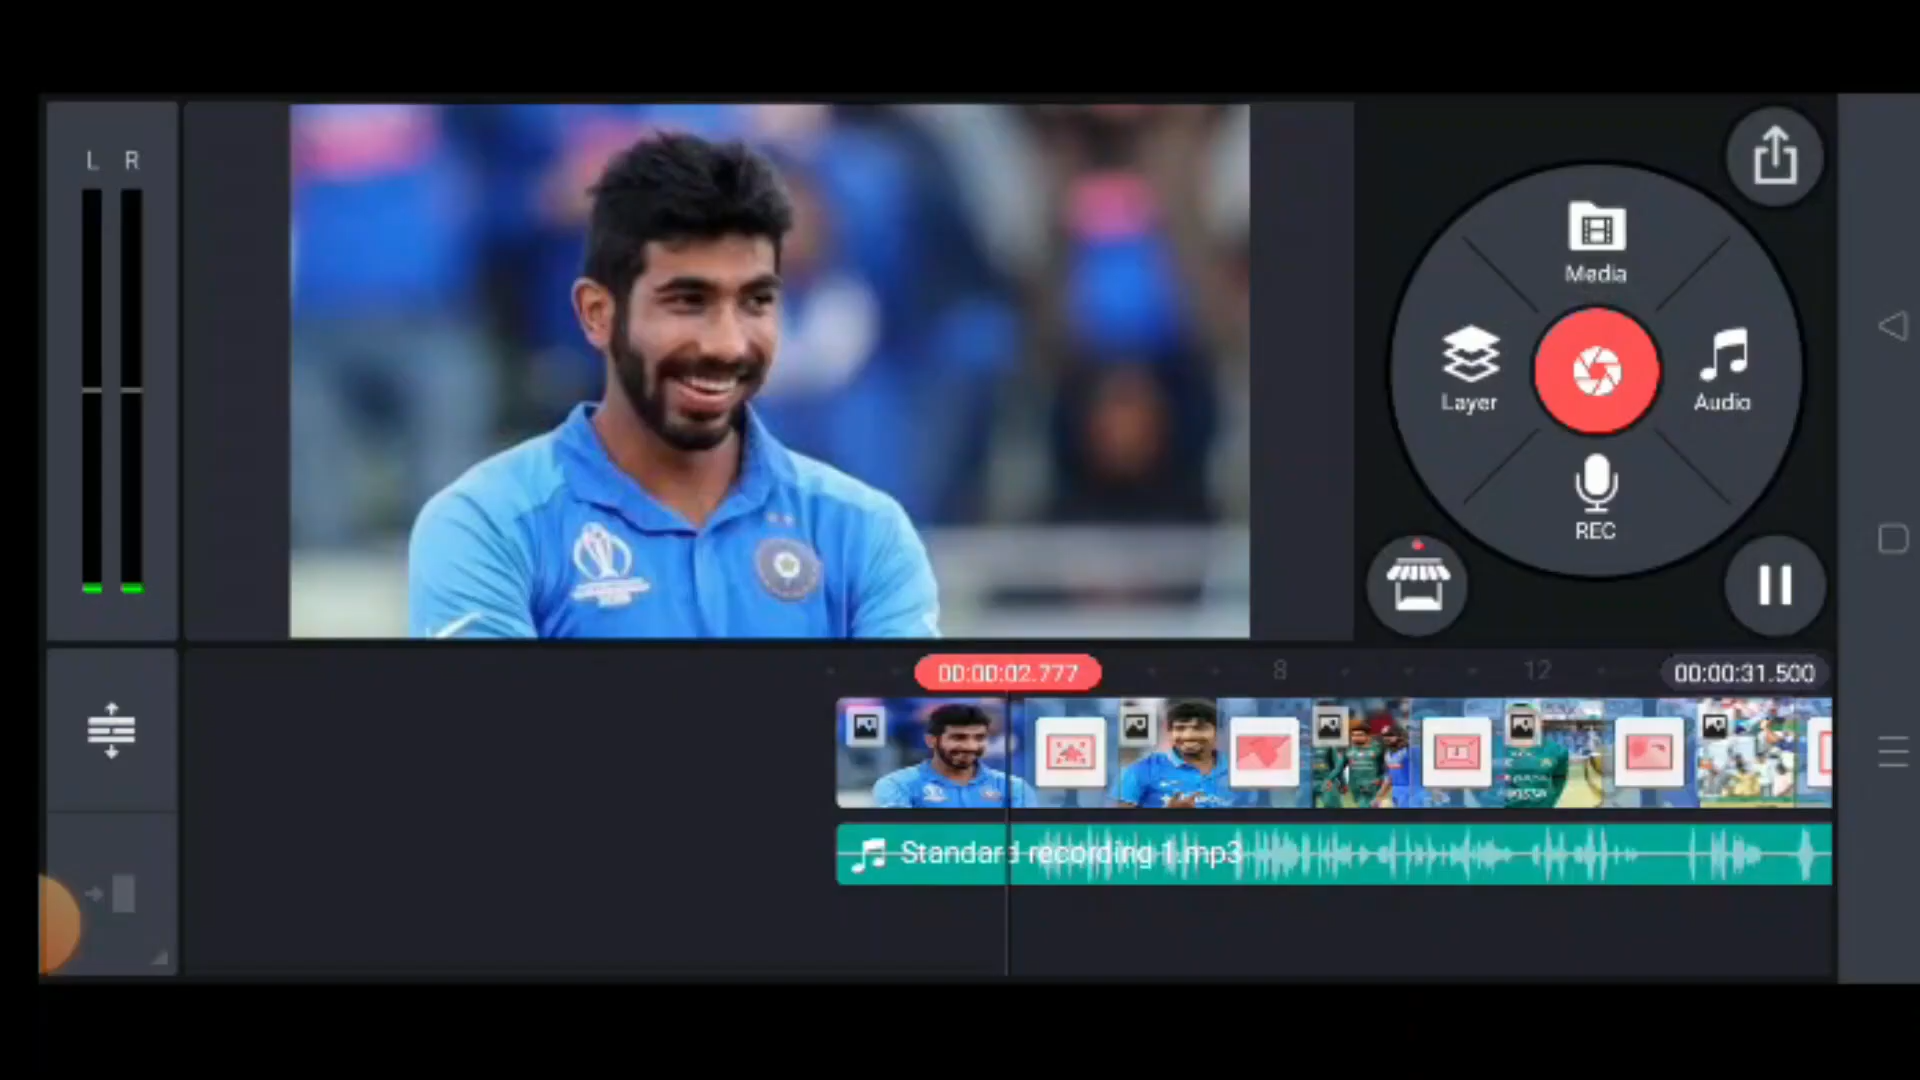 L R
Media
Layer
Audio
REC
00:00:02.777
8
12
00:00:31.500
Standard recording 1.mp3